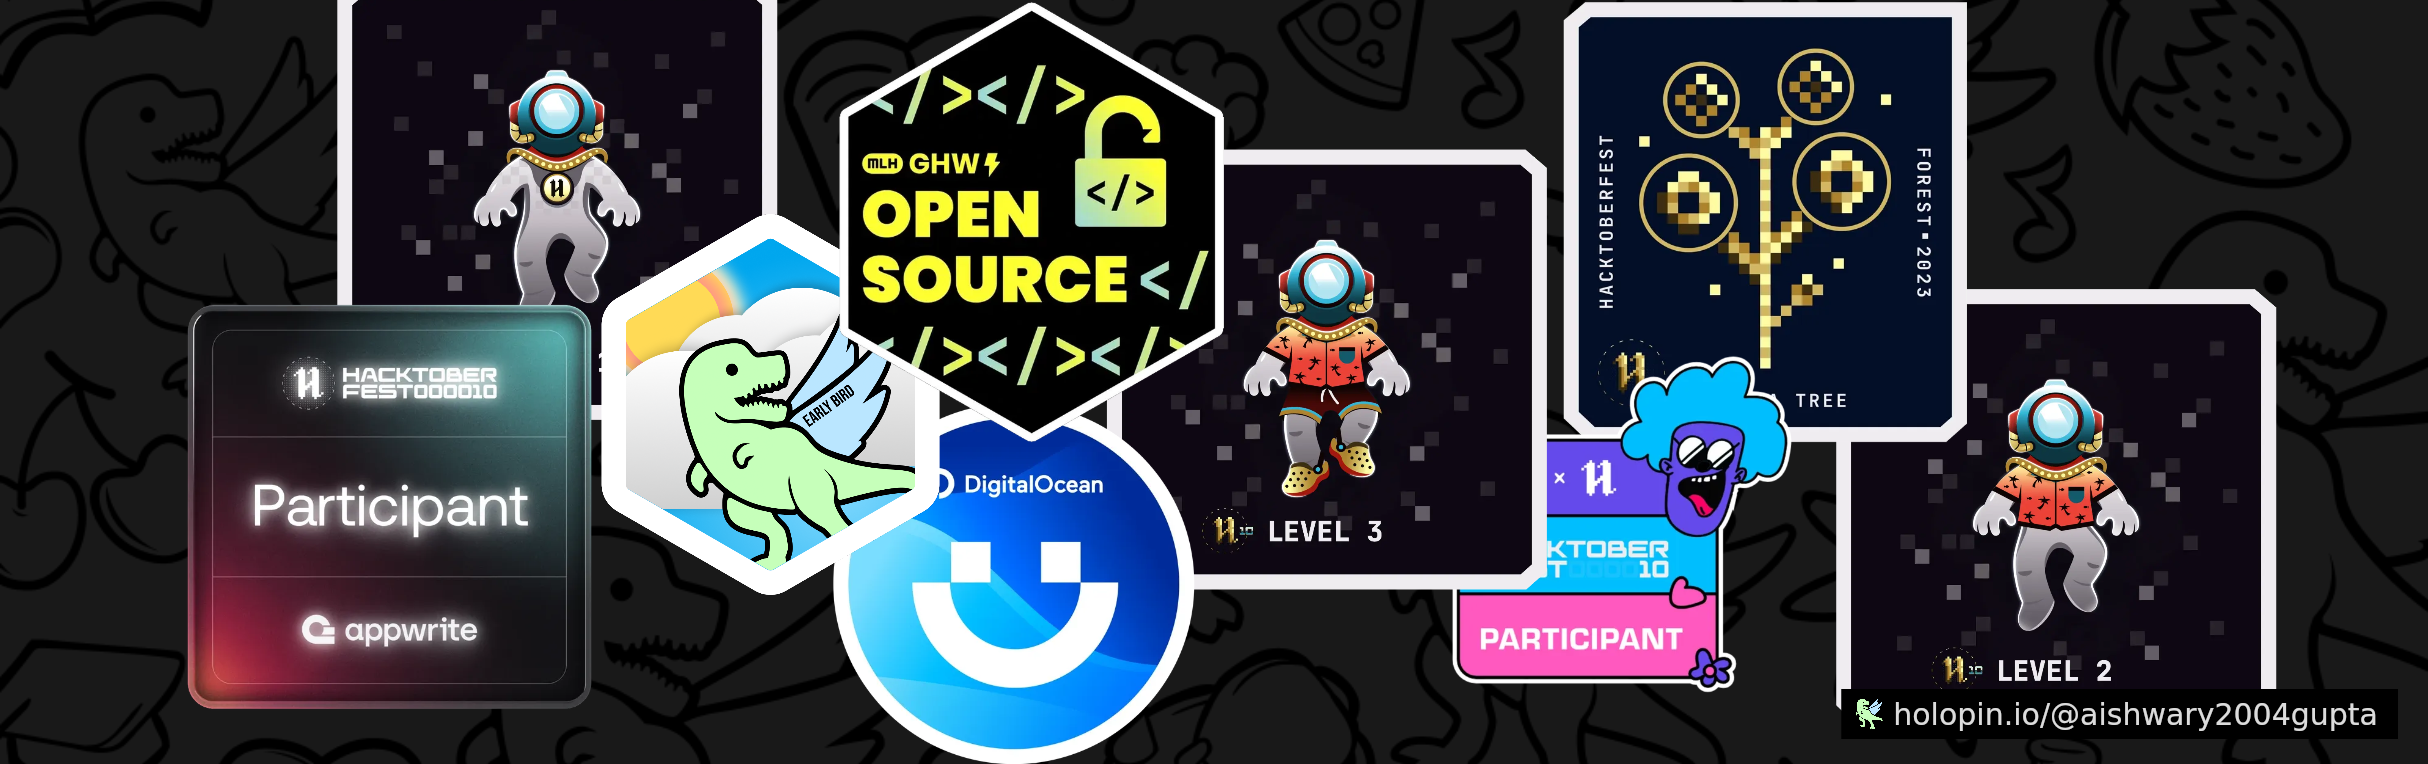 HACKTOBER
FEST000010
Participant
appwrite
EARLY BIRD
</></>
MLH GHW
OPEN
SOURCE </
</>
</></></>
DigitalOcean
LEVEL 3
HACKTOBERFEST
FOREST▪2023
TREE
×
KTOBER
T000010
PARTICIPANT
LEVEL 2
holopin.io/@aishwary2004gupta